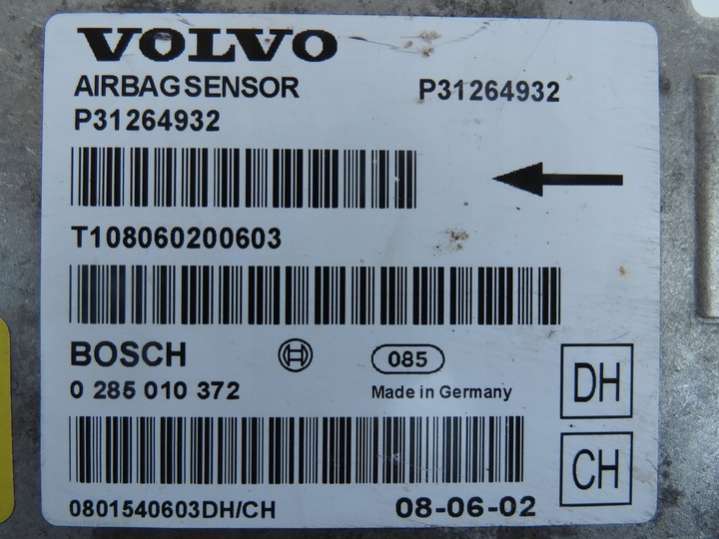 VOLVO
AIRBAGSENSOR P31264932
P31264932
T108060200603
BOSCH 085
0 285 010 372 Made in Germany
DH
CH
0801540603DH/CH 08-06-02